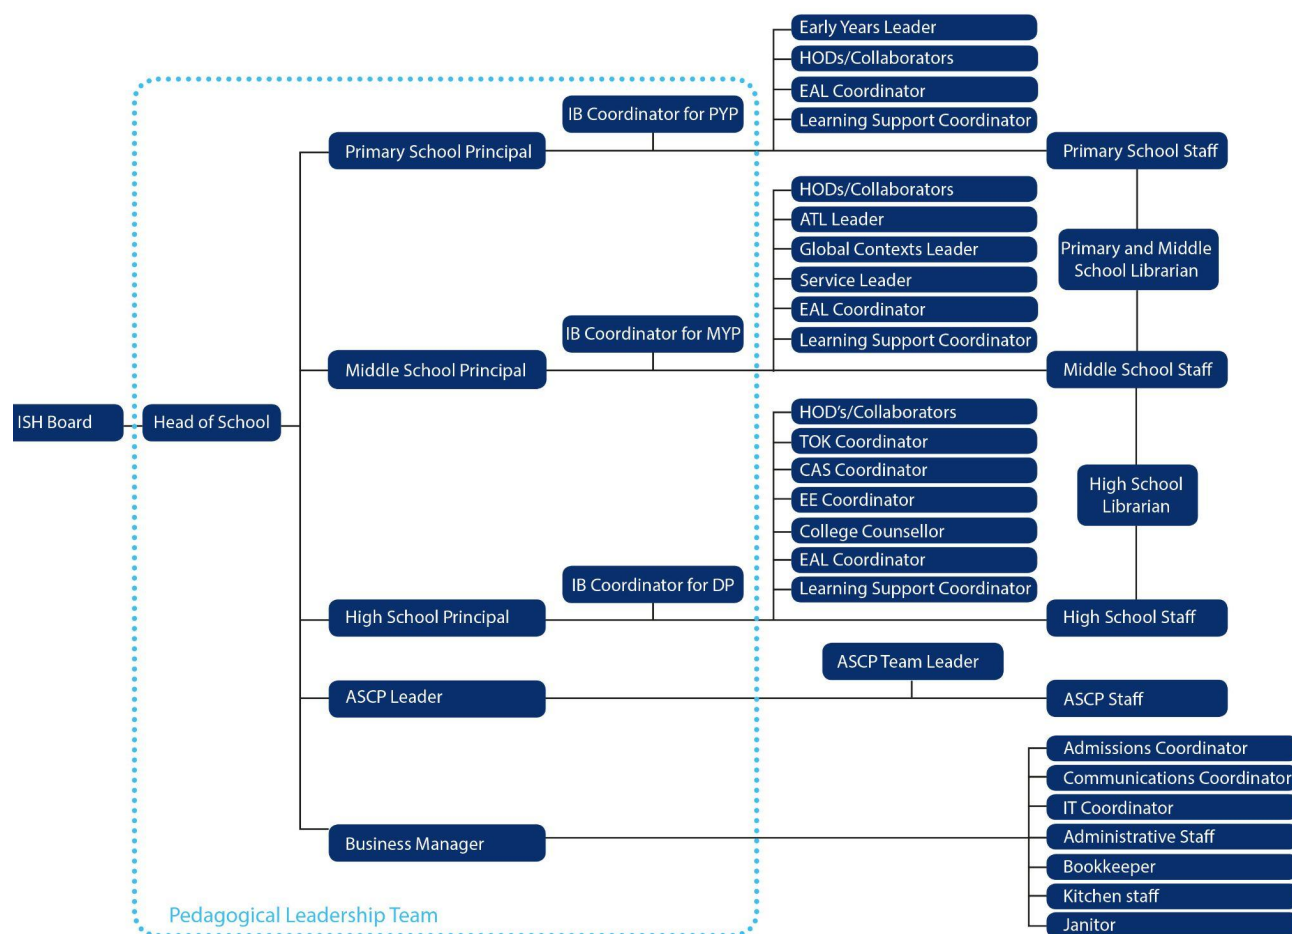 Early Years Leader
HODs/Collaborators
EAL Coordinator
Learning Support Coordinator
IB Coordinator for PYP
Primary School Principal
Primary School Staff
HODs/Collaborators
ATL Leader
Global Contexts Leader
Service Leader
EAL Coordinator
Learning Support Coordinator
Primary and Middle
School Librarian
IB Coordinator for MYP
Middle School Principal
Middle School Staff
ISH Board
Head of School
HOD's/Collaborators
TOK Coordinator
CAS Coordinator
EE Coordinator
College Counsellor
EAL Coordinator
Learning Support Coordinator
High School
Librarian
IB Coordinator for DP
High School Principal
High School Staff
ASCP Team Leader
ASCP Leader
ASCP Staff
Business Manager
Admissions Coordinator
Communications Coordinator
IT Coordinator
Administrative Staff
Bookkeeper
Kitchen staff
Janitor
Pedagogical Leadership Team